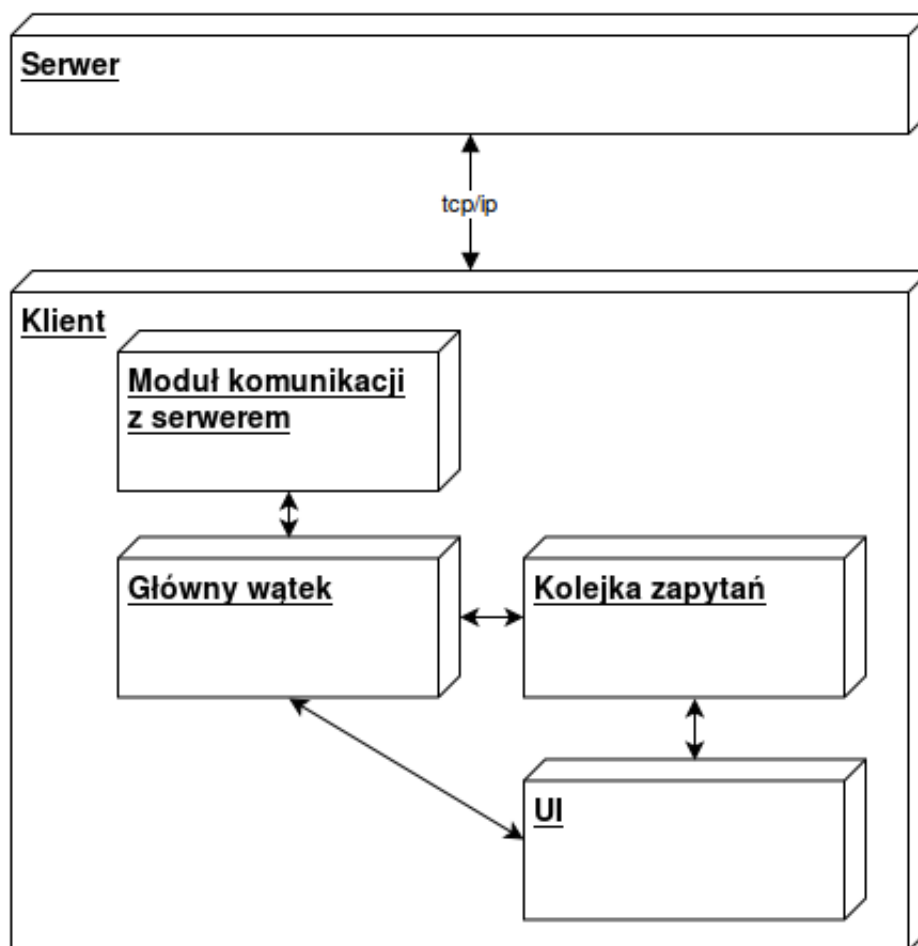 Serwer
tcp/ip
Klient
Moduł komunikacji
z serwerem
Główny wątek
Kolejka zapytań
UI